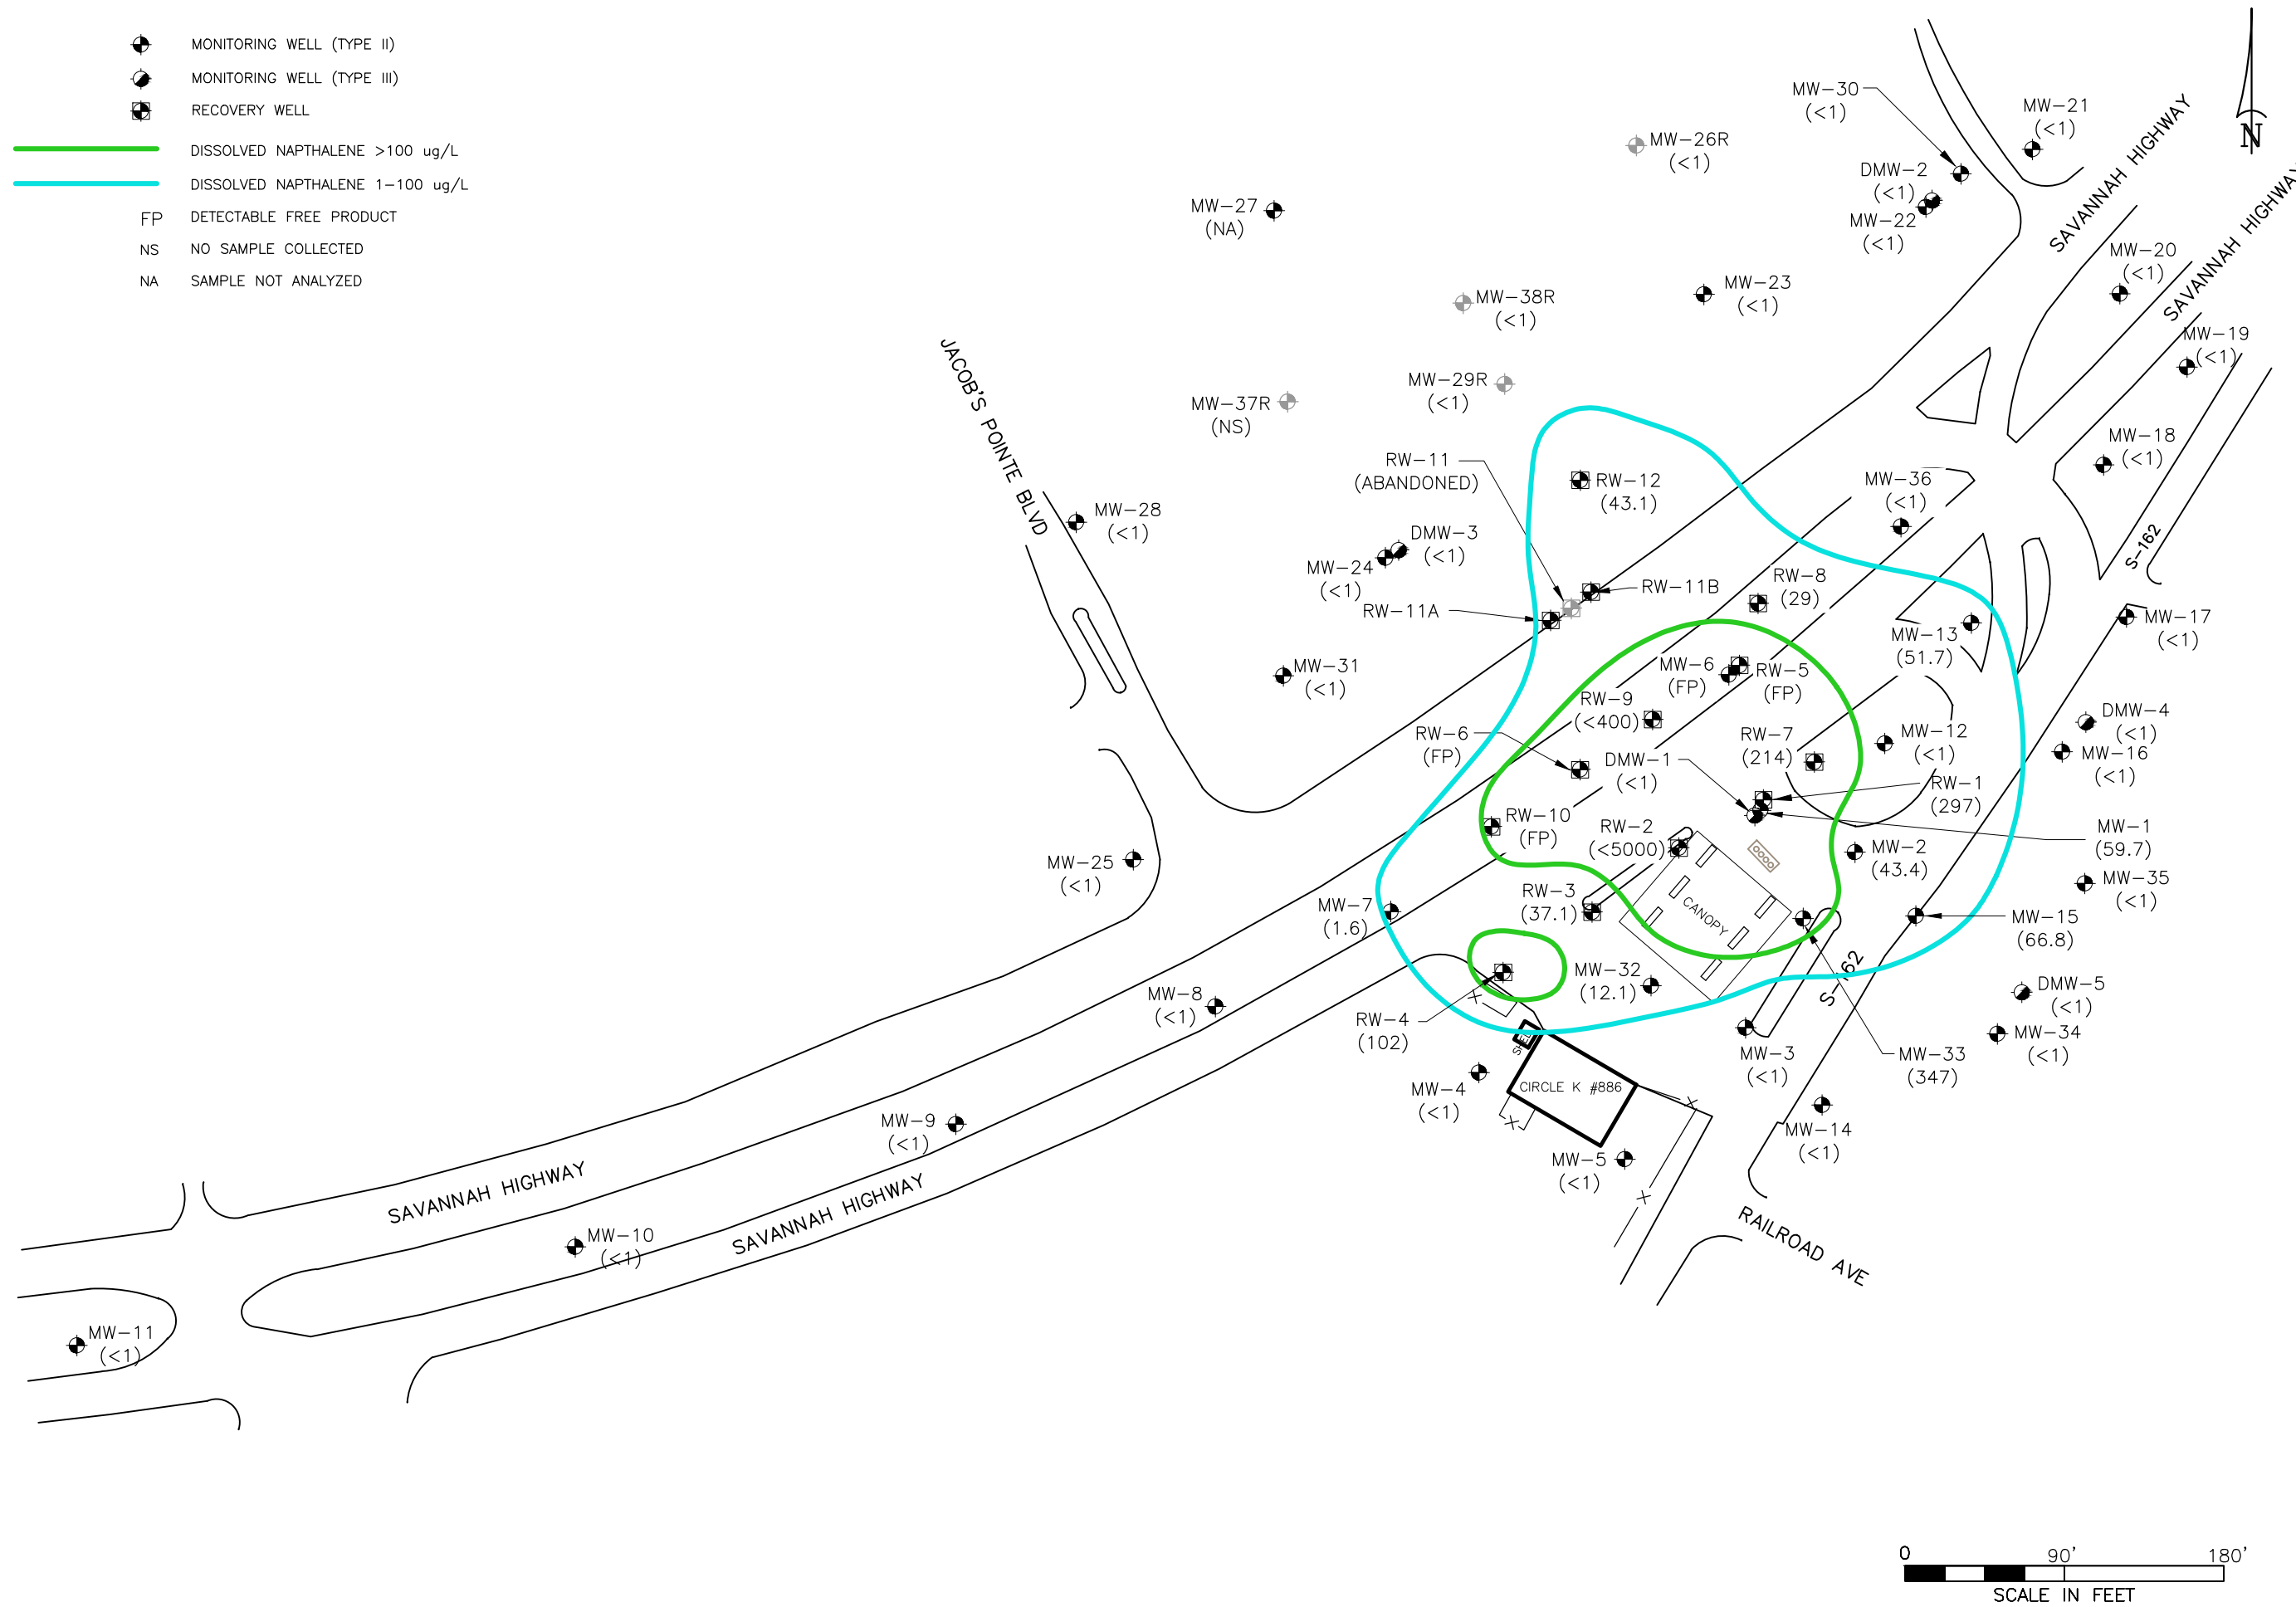 MONITORING WELL (TYPE II)
MONITORING WELL (TYPE III)
RECOVERY WELL
DISSOLVED NAPTHALENE >100 ug/L
DISSOLVED NAPTHALENE 1-100 ug/L
FP DETECTABLE FREE PRODUCT
NS NO SAMPLE COLLECTED
NA SAMPLE NOT ANALYZED
N
MW-30
(<1)
MW-21
(<1)
MW-26R
(<1)
DMW-2
(<1)
MW-22
(<1)
MW-27
(NA)
SAVANNAH HIGHWAY
SAVANNAH HIGHWAY
MW-20
(<1)
MW-23
(<1)
MW-38R
(<1)
MW-19
(<1)
MW-29R
(<1)
MW-37R
(NS)
JACOB'S POINTE BLVD
MW-18
(<1)
RW-11
(ABANDONED)
RW-12
(43.1)
MW-36
(<1)
MW-28
(<1)
DMW-3
(<1)
MW-24
(<1)
S-162
RW-11B
RW-11A
RW-8
(29)
MW-17
(<1)
MW-13
(51.7)
MW-31
(<1)
MW-6
(FP)
RW-5
(FP)
RW-9
(<400)
DMW-4
(<1)
RW-6
(FP)
RW-7
(214)
MW-12
(<1)
MW-16
(<1)
DMW-1
(<1)
RW-1
(297)
RW-10
(FP)
RW-2
(<5000)
MW-1
(59.7)
MW-2
(43.4)
MW-25
(<1)
MW-35
(<1)
RW-3
(37.1)
CANOPY
MW-7
(1.6)
MW-15
(66.8)
MW-32
(12.1)
S-162
DMW-5
(<1)
MW-8
(<1)
X
RW-4
(102)
MW-34
(<1)
MW-3
(<1)
MW-33
(347)
MW-4
(<1)
CIRCLE K #886
X
X
MW-9
(<1)
MW-14
(<1)
MW-5
(<1)
X
SAVANNAH HIGHWAY
SAVANNAH HIGHWAY
RAILROAD AVE
MW-10
(<1)
MW-11
(<1)
0 90' 180'
SCALE IN FEET